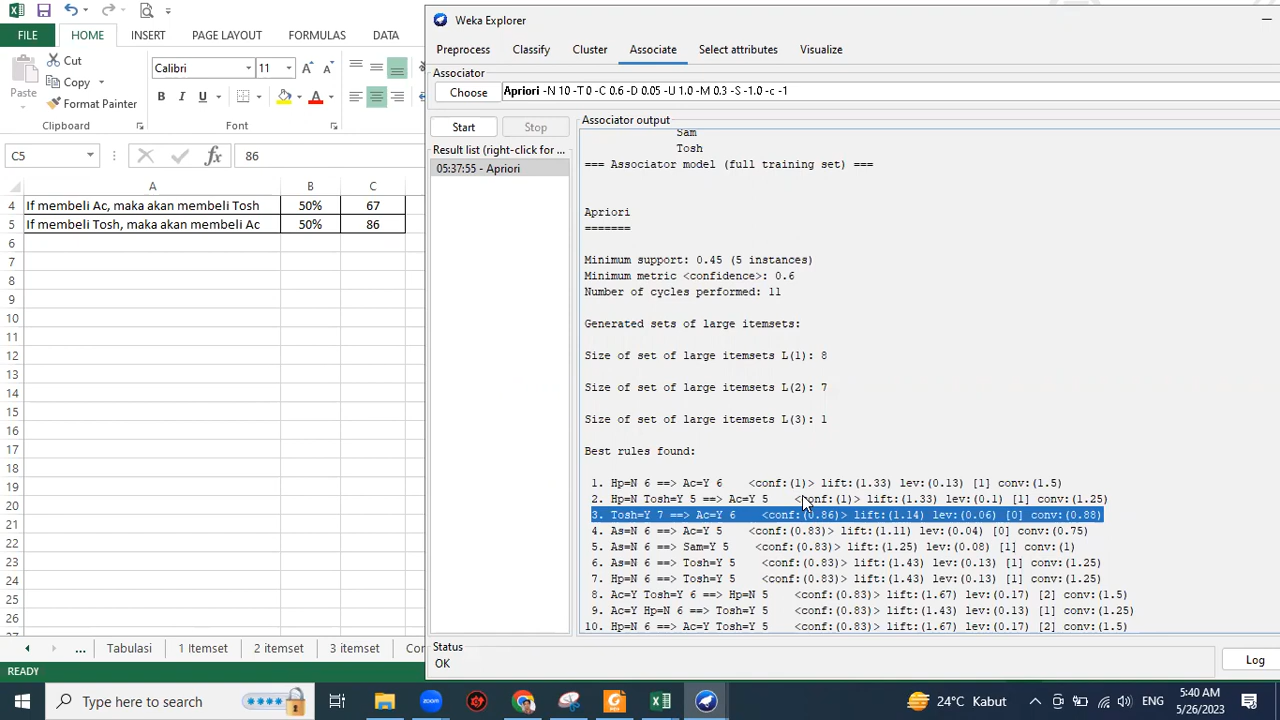 FILE HOME INSERT PAGE LAYOUT FORMULAS DATA
Cut
Copy
Format Painter
Paste
Clipboard
Calibri 11
B I U A
Font
C5 fx 86
A B C
4 If membeli Ac, maka akan membeli Tosh 50% 67
5 If membeli Tosh, maka akan membeli Ac 50% 86
6
7
8
9
10
11
12
13
14
15
16
17
18
19
20
21
22
23
24
25
26
... Tabulasi 1 Itemset 2 itemset 3 itemset
READY
Weka Explorer
Preprocess Classify Cluster Associate Select attributes Visualize
Associator
Choose Apriori -N 10 -T 0 -C 0.6 -D 0.05 -U 1.0 -M 0.3 -S -1.0 -c -1
Start Stop
Result list (right-click for ...
05:37:55 - Apriori
Associator output
Sam
Tosh
=== Associator model (full training set) ===
Apriori
=======
Minimum support: 0.45 (5 instances)
Minimum metric <confidence>: 0.6
Number of cycles performed: 11
Generated sets of large itemsets:
Size of set of large itemsets L(1): 8
Size of set of large itemsets L(2): 7
Size of set of large itemsets L(3): 1
Best rules found:
1. Hp=N 6 ==> Ac=Y 6 <conf:(1)> lift:(1.33) lev:(0.13) [1] conv:(1.5)
2. Hp=N Tosh=Y 5 ==> Ac=Y 5 <conf:(1)> lift:(1.33) lev:(0.1) [1] conv:(1.25)
3. Tosh=Y 7 ==> Ac=Y 6 <conf:(0.86)> lift:(1.14) lev:(0.06) [0] conv:(0.88)
4. As=N 6 ==> Ac=Y 5 <conf:(0.83)> lift:(1.11) lev:(0.04) [0] conv:(0.75)
5. As=N 6 ==> Sam=Y 5 <conf:(0.83)> lift:(1.25) lev:(0.08) [1] conv:(1)
6. As=N 6 ==> Tosh=Y 5 <conf:(0.83)> lift:(1.43) lev:(0.13) [1] conv:(1.25)
7. Hp=N 6 ==> Tosh=Y 5 <conf:(0.83)> lift:(1.43) lev:(0.13) [1] conv:(1.25)
8. Ac=Y Tosh=Y 6 ==> Hp=N 5 <conf:(0.83)> lift:(1.67) lev:(0.17) [2] conv:(1.5)
9. Ac=Y Hp=N 6 ==> Tosh=Y 5 <conf:(0.83)> lift:(1.43) lev:(0.13) [1] conv:(1.25)
10. Hp=N 6 ==> Ac=Y Tosh=Y 5 <conf:(0.83)> lift:(1.67) lev:(0.17) [2] conv:(1.5)
Status
OK
Log
Type here to search
24°C Kabut ENG 5:40 AM
5/26/2023